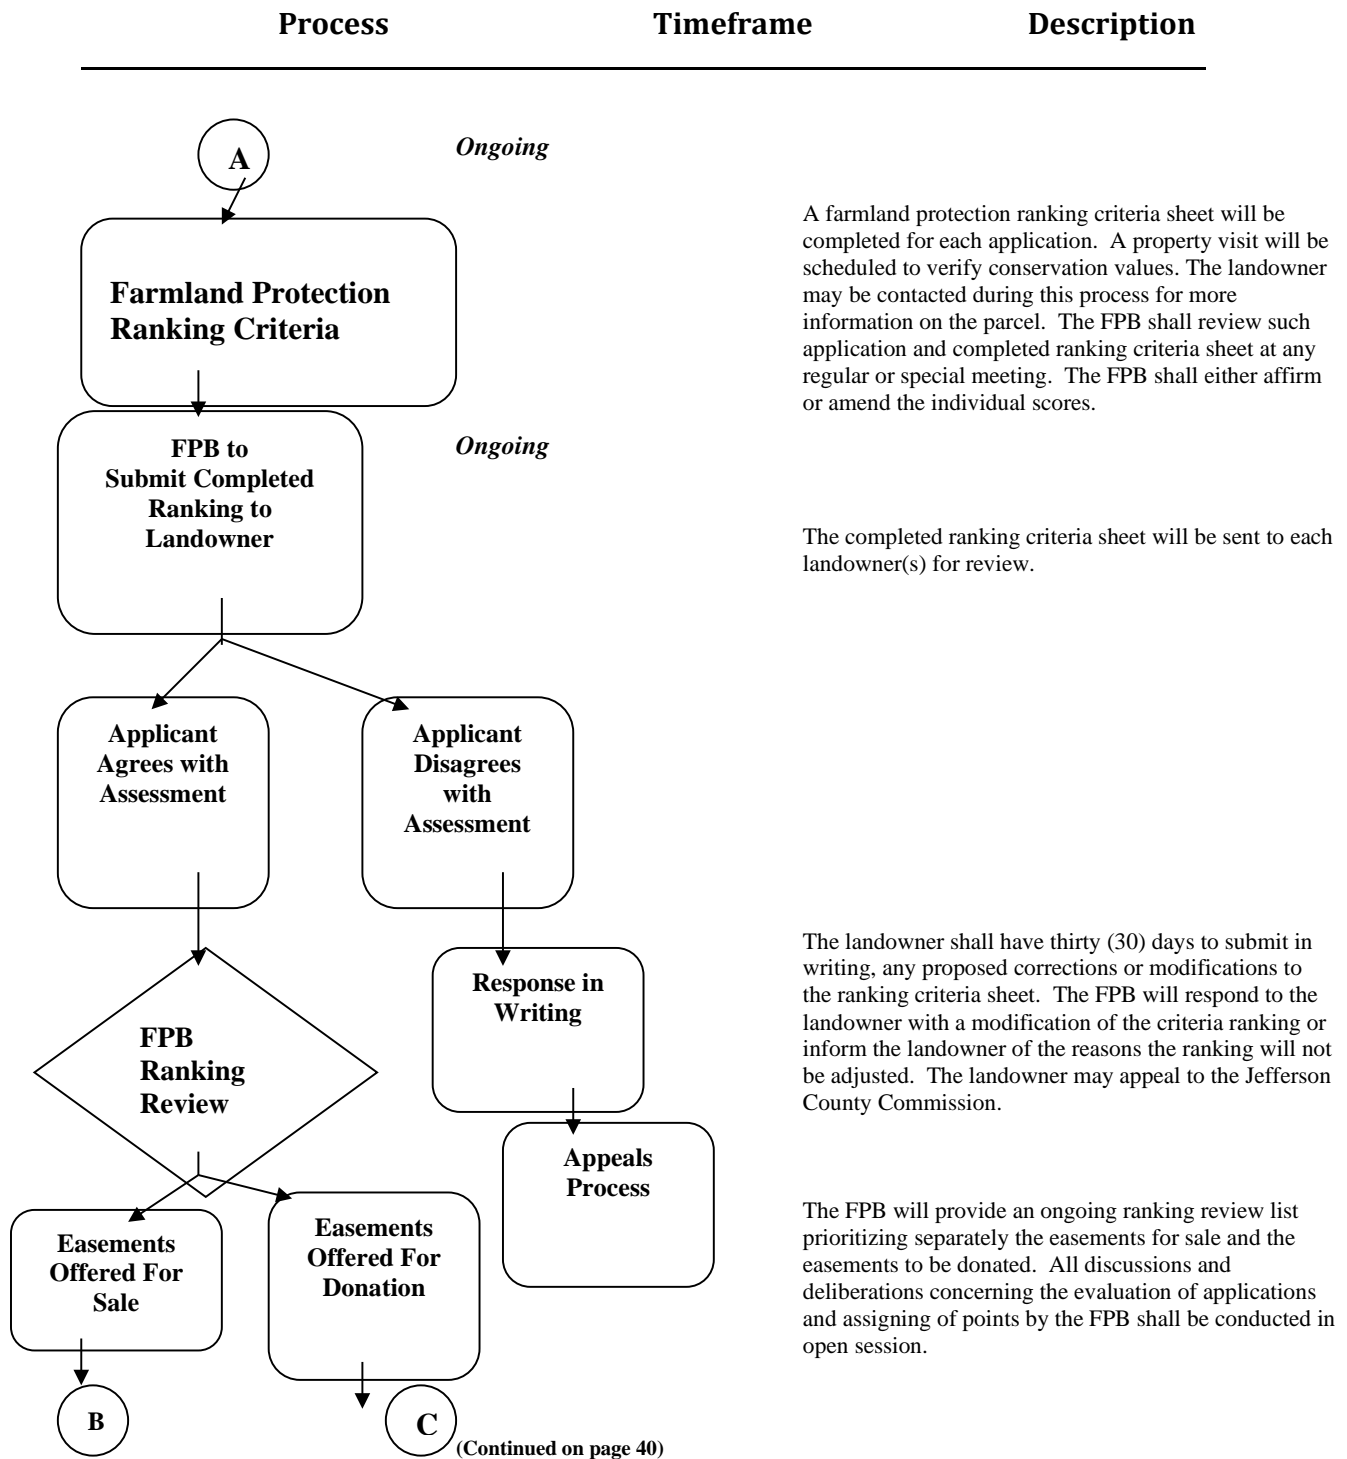 Process Timeframe Description
A
Ongoing
Farmland Protection
Ranking Criteria
A farmland protection ranking criteria sheet will be
completed for each application. A property visit will be
scheduled to verify conservation values. The landowner
may be contacted during this process for more
information on the parcel. The FPB shall review such
application and completed ranking criteria sheet at any
regular or special meeting. The FPB shall either affirm
or amend the individual scores.
FPB to
Submit Completed
Ranking to
Landowner
Ongoing
The completed ranking criteria sheet will be sent to each
landowner(s) for review.
Applicant
Agrees with
Assessment
Applicant
Disagrees
with
Assessment
FPB
Ranking
Review
Response in
Writing
The landowner shall have thirty (30) days to submit in
writing, any proposed corrections or modifications to
the ranking criteria sheet. The FPB will respond to the
landowner with a modification of the criteria ranking or
inform the landowner of the reasons the ranking will not
be adjusted. The landowner may appeal to the Jefferson
County Commission.
Appeals
Process
Easements
Offered For
Sale
Easements
Offered For
Donation
The FPB will provide an ongoing ranking review list
prioritizing separately the easements for sale and the
easements to be donated. All discussions and
deliberations concerning the evaluation of applications
and assigning of points by the FPB shall be conducted in
open session.
B
C
(Continued on page 40)